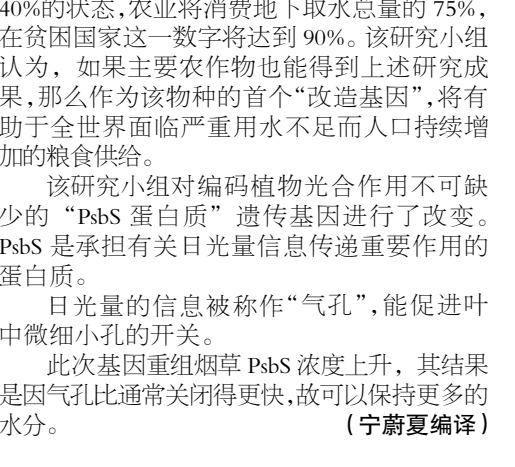 40%的状态,农业将消费地下取水总量的 75%,
在贫困国家这一数字将达到 90%。该研究小组
认为，如果主要农作物也能得到上述研究成
果,那么作为该物种的首个“改造基因”,将有
助于全世界面临严重用水不足而人口持续增
加的粮食供给。
该研究小组对编码植物光合作用不可缺
少的“PsbS 蛋白质”遗传基因进行了改变。
PsbS 是承担有关日光量信息传递重要作用的
蛋白质。
日光量的信息被称作“气孔”,能促进叶
中微细小孔的开关。
此次基因重组烟草 PsbS 浓度上升，其结果
是因气孔比通常关闭得更快,故可以保持更多的
水分。 (宁蔚夏编译)